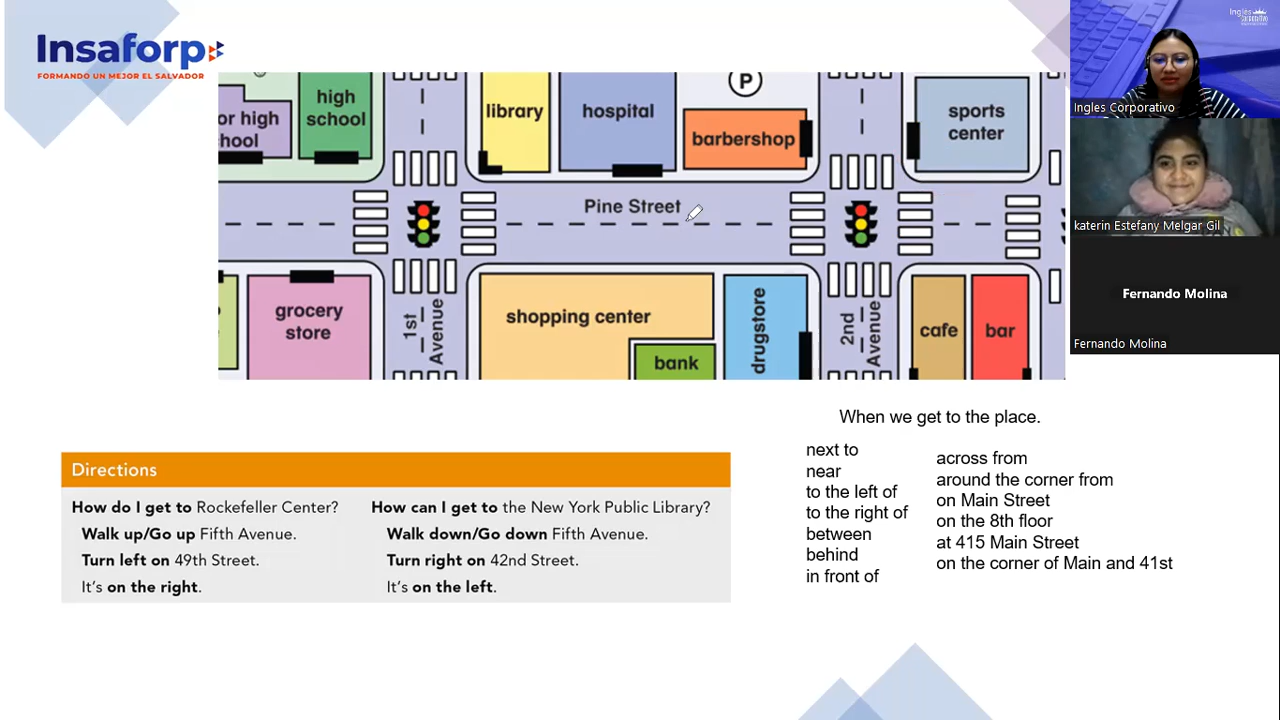 Insaforp
FORMANDO UN MEJOR EL SALVADOR
or high
hool
high
school
library
hospital
P
barbershop
sports
center
Pine Street
grocery
store
1st
Avenue
shopping center
bank
drugstore
2nd
Avenue
cafe
bar
Ingles Corporativo
katerin Estefany Melgar Gil
Fernando Molina
Fernando Molina
When we get to the place.
next to
near
to the left of
to the right of
between
behind
in front of
across from
around the corner from
on Main Street
on the 8th floor
at 415 Main Street
on the corner of Main and 41st
Directions
How do I get to Rockefeller Center?
Walk up/Go up Fifth Avenue.
Turn left on 49th Street.
It's on the right.
How can I get to the New York Public Library?
Walk down/Go down Fifth Avenue.
Turn right on 42nd Street.
It's on the left.